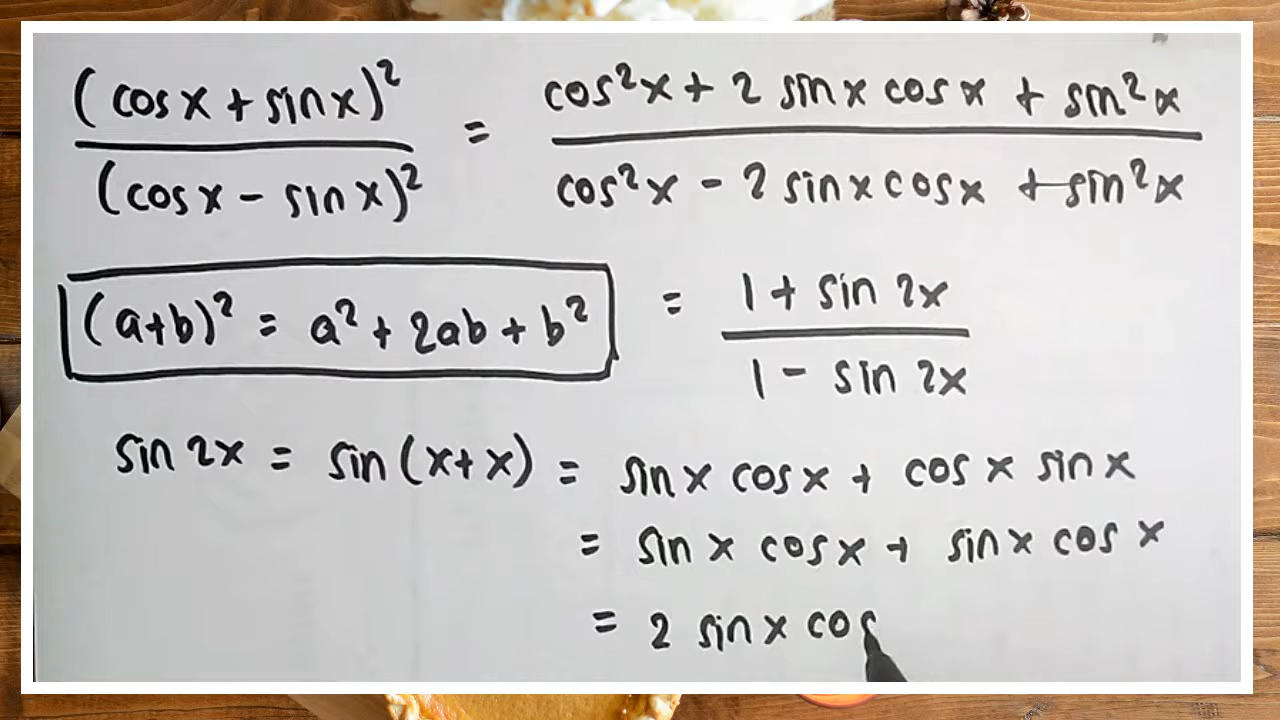 (cos x + sin x)² / (cos x - sin x)² = cos²x + 2 sin x cos x + sin²x / cos²x - 2 sin x cos x + sin²x
(a+b)² = a² + 2ab + b²
= 1 + sin 2x / 1 - sin 2x
sin 2x = sin (x+x) = sin x cos x + cos x sin x
= sin x cos x + sin x cos x
= 2 sin x cos